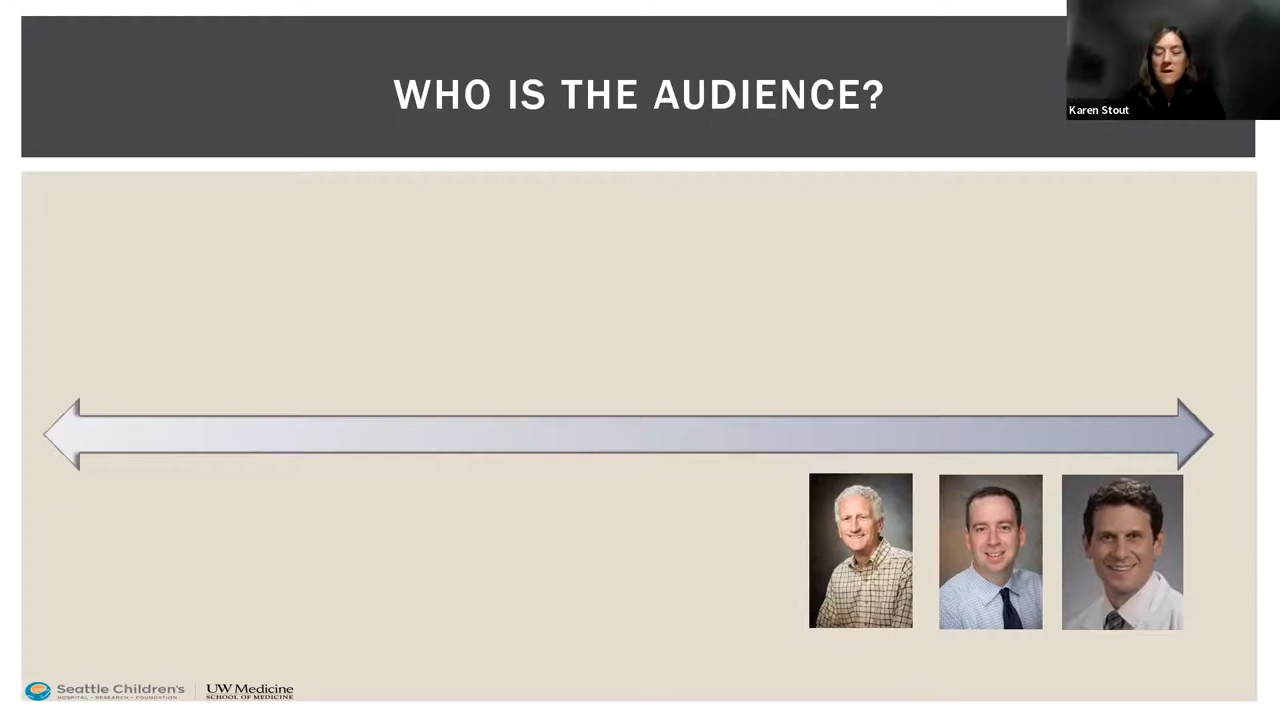 WHO IS THE AUDIENCE?
Karen Stout
Seattle Children's
HOSPITAL • RESEARCH • FOUNDATION
UW Medicine
SCHOOL OF MEDICINE